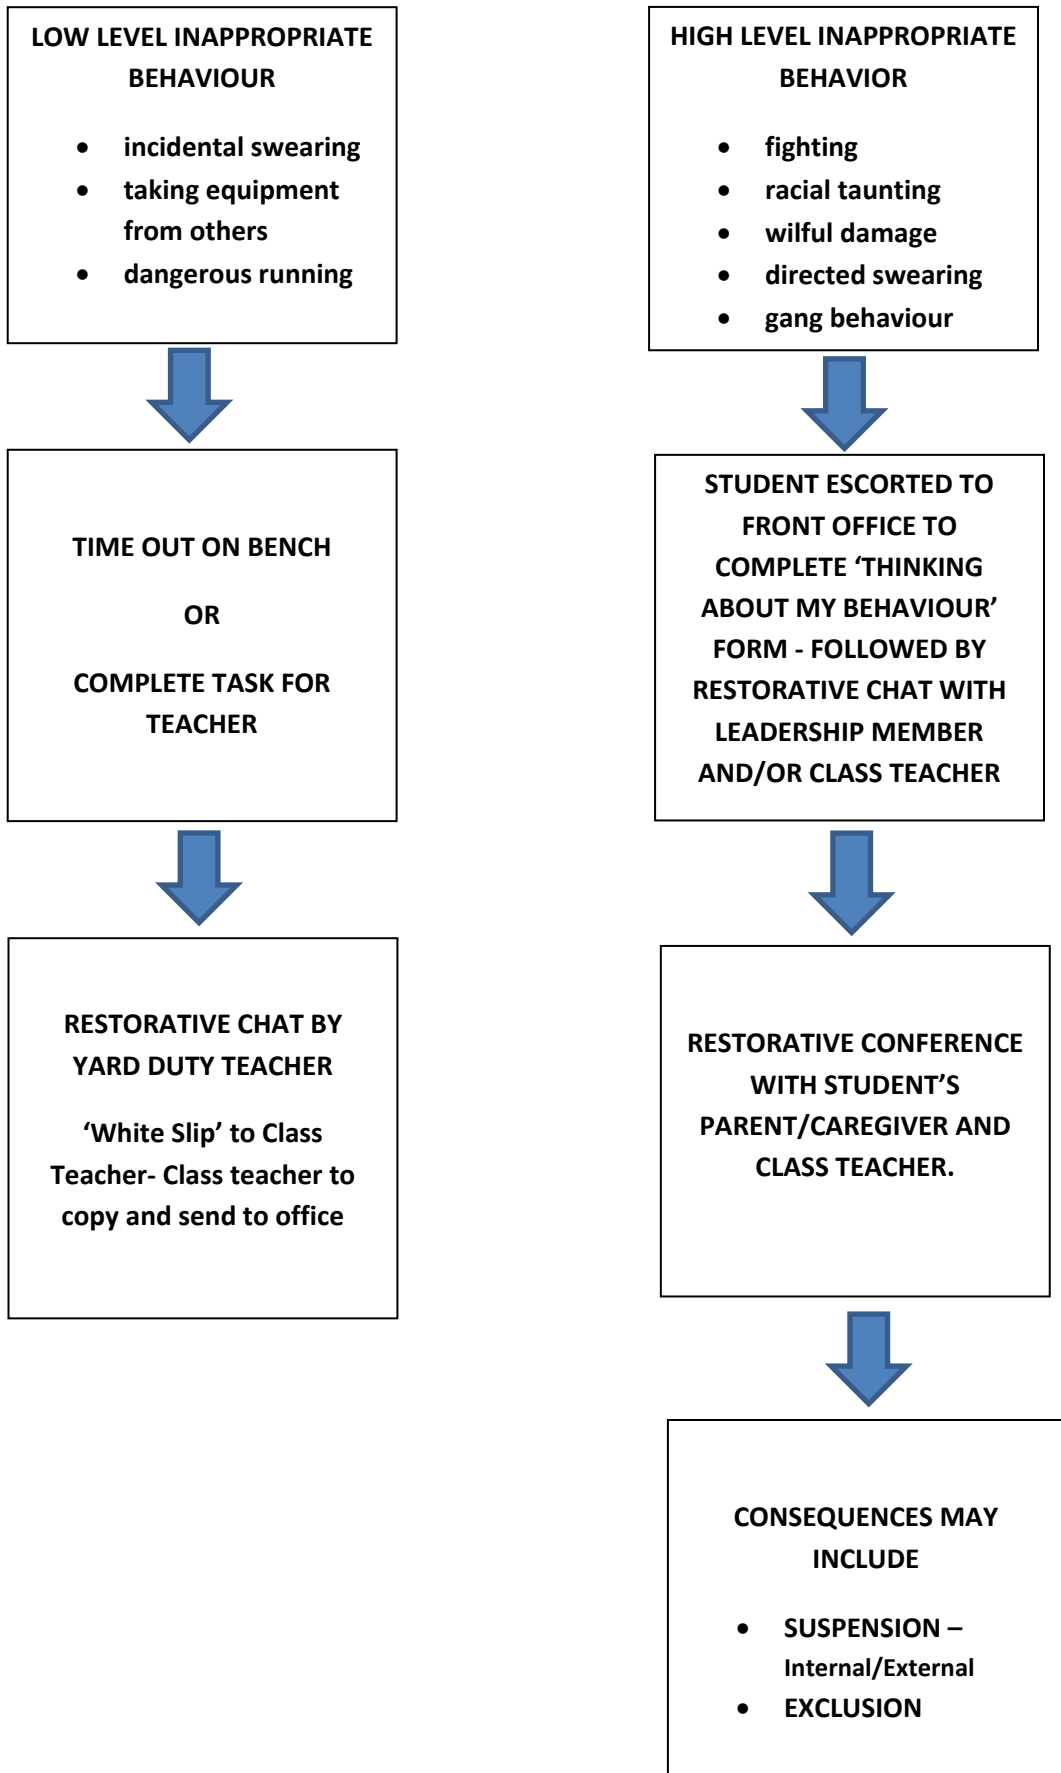 LOW LEVEL INAPPROPRIATE
BEHAVIOUR
• incidental swearing
• taking equipment
from others
• dangerous running
TIME OUT ON BENCH
OR
COMPLETE TASK FOR
TEACHER
RESTORATIVE CHAT BY
YARD DUTY TEACHER
‘White Slip’ to Class
Teacher- Class teacher to
copy and send to office
HIGH LEVEL INAPPROPRIATE
BEHAVIOR
• fighting
• racial taunting
• wilful damage
• directed swearing
• gang behaviour
STUDENT ESCORTED TO
FRONT OFFICE TO
COMPLETE ‘THINKING
ABOUT MY BEHAVIOUR’
FORM - FOLLOWED BY
RESTORATIVE CHAT WITH
LEADERSHIP MEMBER
AND/OR CLASS TEACHER
RESTORATIVE CONFERENCE
WITH STUDENT’S
PARENT/CAREGIVER AND
CLASS TEACHER.
CONSEQUENCES MAY
INCLUDE
• SUSPENSION –
Internal/External
• EXCLUSION